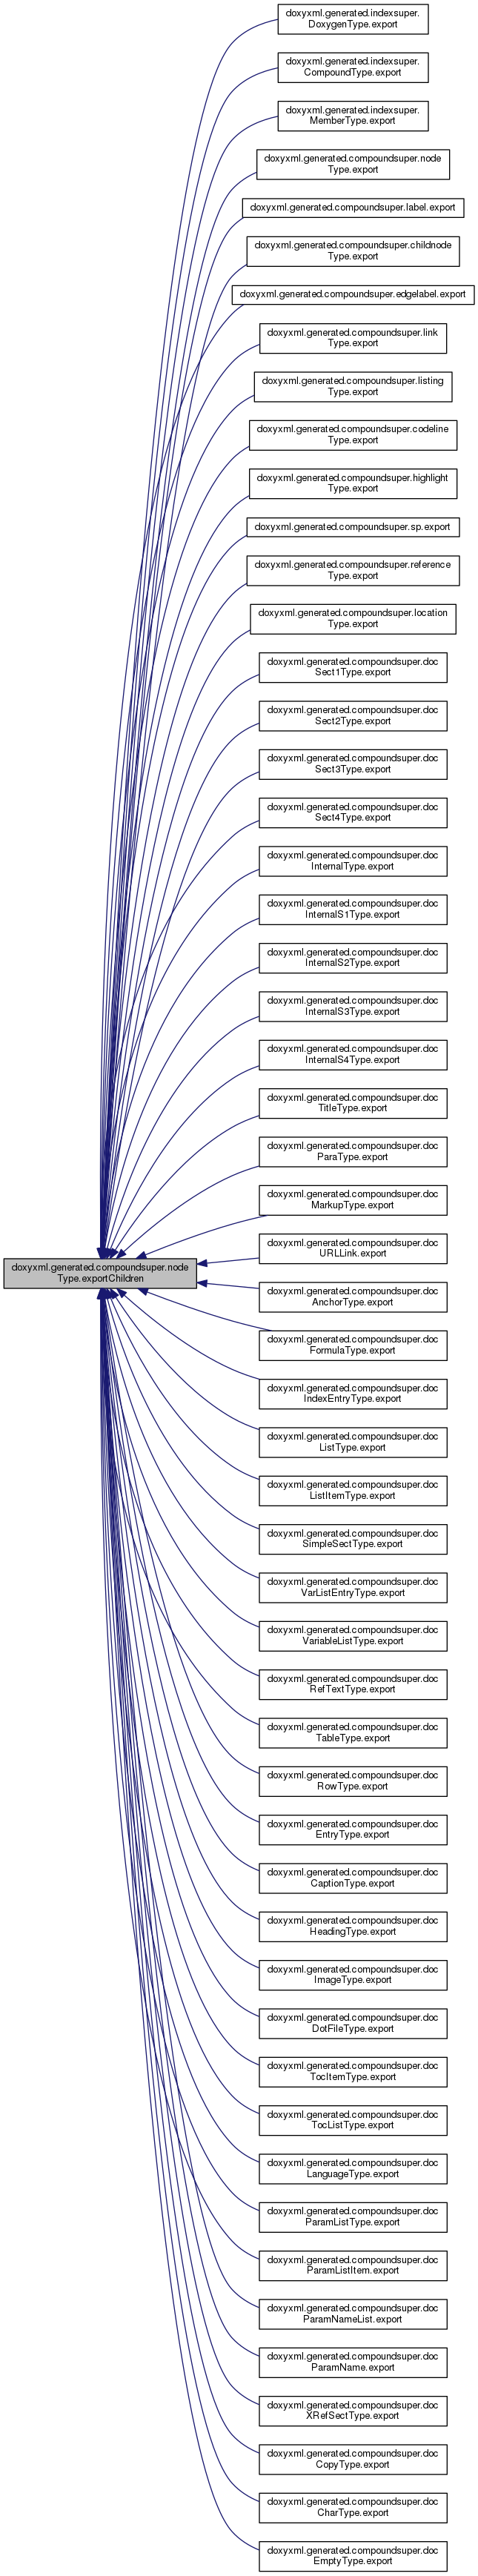 doxyxml.generated.indexsuper.
DoxygenType.export
doxyxml.generated.indexsuper.
CompoundType.export
doxyxml.generated.indexsuper.
MemberType.export
doxyxml.generated.compoundsuper.node
Type.export
doxyxml.generated.compoundsuper.label.export
doxyxml.generated.compoundsuper.childnode
Type.export
doxyxml.generated.compoundsuper.edgelabel.export
doxyxml.generated.compoundsuper.link
Type.export
doxyxml.generated.compoundsuper.listing
Type.export
doxyxml.generated.compoundsuper.codeline
Type.export
doxyxml.generated.compoundsuper.highlight
Type.export
doxyxml.generated.compoundsuper.sp.export
doxyxml.generated.compoundsuper.reference
Type.export
doxyxml.generated.compoundsuper.location
Type.export
doxyxml.generated.compoundsuper.doc
Sect1Type.export
doxyxml.generated.compoundsuper.doc
Sect2Type.export
doxyxml.generated.compoundsuper.doc
Sect3Type.export
doxyxml.generated.compoundsuper.doc
Sect4Type.export
doxyxml.generated.compoundsuper.doc
InternalType.export
doxyxml.generated.compoundsuper.doc
InternalS1Type.export
doxyxml.generated.compoundsuper.doc
InternalS2Type.export
doxyxml.generated.compoundsuper.doc
InternalS3Type.export
doxyxml.generated.compoundsuper.doc
InternalS4Type.export
doxyxml.generated.compoundsuper.doc
TitleType.export
doxyxml.generated.compoundsuper.doc
ParaType.export
doxyxml.generated.compoundsuper.doc
MarkupType.export
doxyxml.generated.compoundsuper.node
Type.exportChildren
doxyxml.generated.compoundsuper.doc
URLLink.export
doxyxml.generated.compoundsuper.doc
AnchorType.export
doxyxml.generated.compoundsuper.doc
FormulaType.export
doxyxml.generated.compoundsuper.doc
IndexEntryType.export
doxyxml.generated.compoundsuper.doc
ListType.export
doxyxml.generated.compoundsuper.doc
ListItemType.export
doxyxml.generated.compoundsuper.doc
SimpleSectType.export
doxyxml.generated.compoundsuper.doc
VarListEntryType.export
doxyxml.generated.compoundsuper.doc
VariableListType.export
doxyxml.generated.compoundsuper.doc
RefTextType.export
doxyxml.generated.compoundsuper.doc
TableType.export
doxyxml.generated.compoundsuper.doc
RowType.export
doxyxml.generated.compoundsuper.doc
EntryType.export
doxyxml.generated.compoundsuper.doc
CaptionType.export
doxyxml.generated.compoundsuper.doc
HeadingType.export
doxyxml.generated.compoundsuper.doc
ImageType.export
doxyxml.generated.compoundsuper.doc
DotFileType.export
doxyxml.generated.compoundsuper.doc
TocItemType.export
doxyxml.generated.compoundsuper.doc
TocListType.export
doxyxml.generated.compoundsuper.doc
LanguageType.export
doxyxml.generated.compoundsuper.doc
ParamListType.export
doxyxml.generated.compoundsuper.doc
ParamListItem.export
doxyxml.generated.compoundsuper.doc
ParamNameList.export
doxyxml.generated.compoundsuper.doc
ParamName.export
doxyxml.generated.compoundsuper.doc
XRefSectType.export
doxyxml.generated.compoundsuper.doc
CopyType.export
doxyxml.generated.compoundsuper.doc
CharType.export
doxyxml.generated.compoundsuper.doc
EmptyType.export